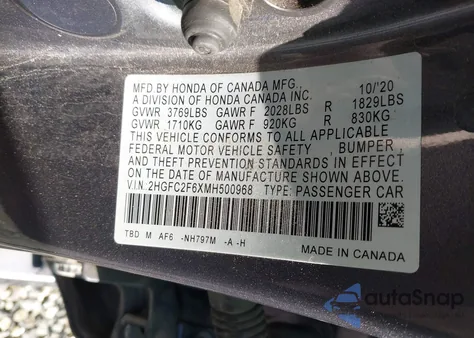 MFD.BY HONDA OF CANADA MFG., 10/'20
A DIVISION OF HONDA CANADA INC.
GVWR 3769LBS GAWR F 2028LBS R 1829LBS
GVWR 1710KG GAWR F 920KG R 830KG
THIS VEHICLE CONFORMS TO ALL APPLICABLE
FEDERAL MOTOR VEHICLE SAFETY , BUMPER,
AND THEFT PREVENTION STANDARDS IN EFFECT
ON THE DATE OF MANUFACTURE SHOWN ABOVE.
V.I.N. 2HGFC2F6XMH500968 TYPE: PASSENGER CAR
TBD M AF6 -NH797M -A -H
MADE IN CANADA
autoSnap